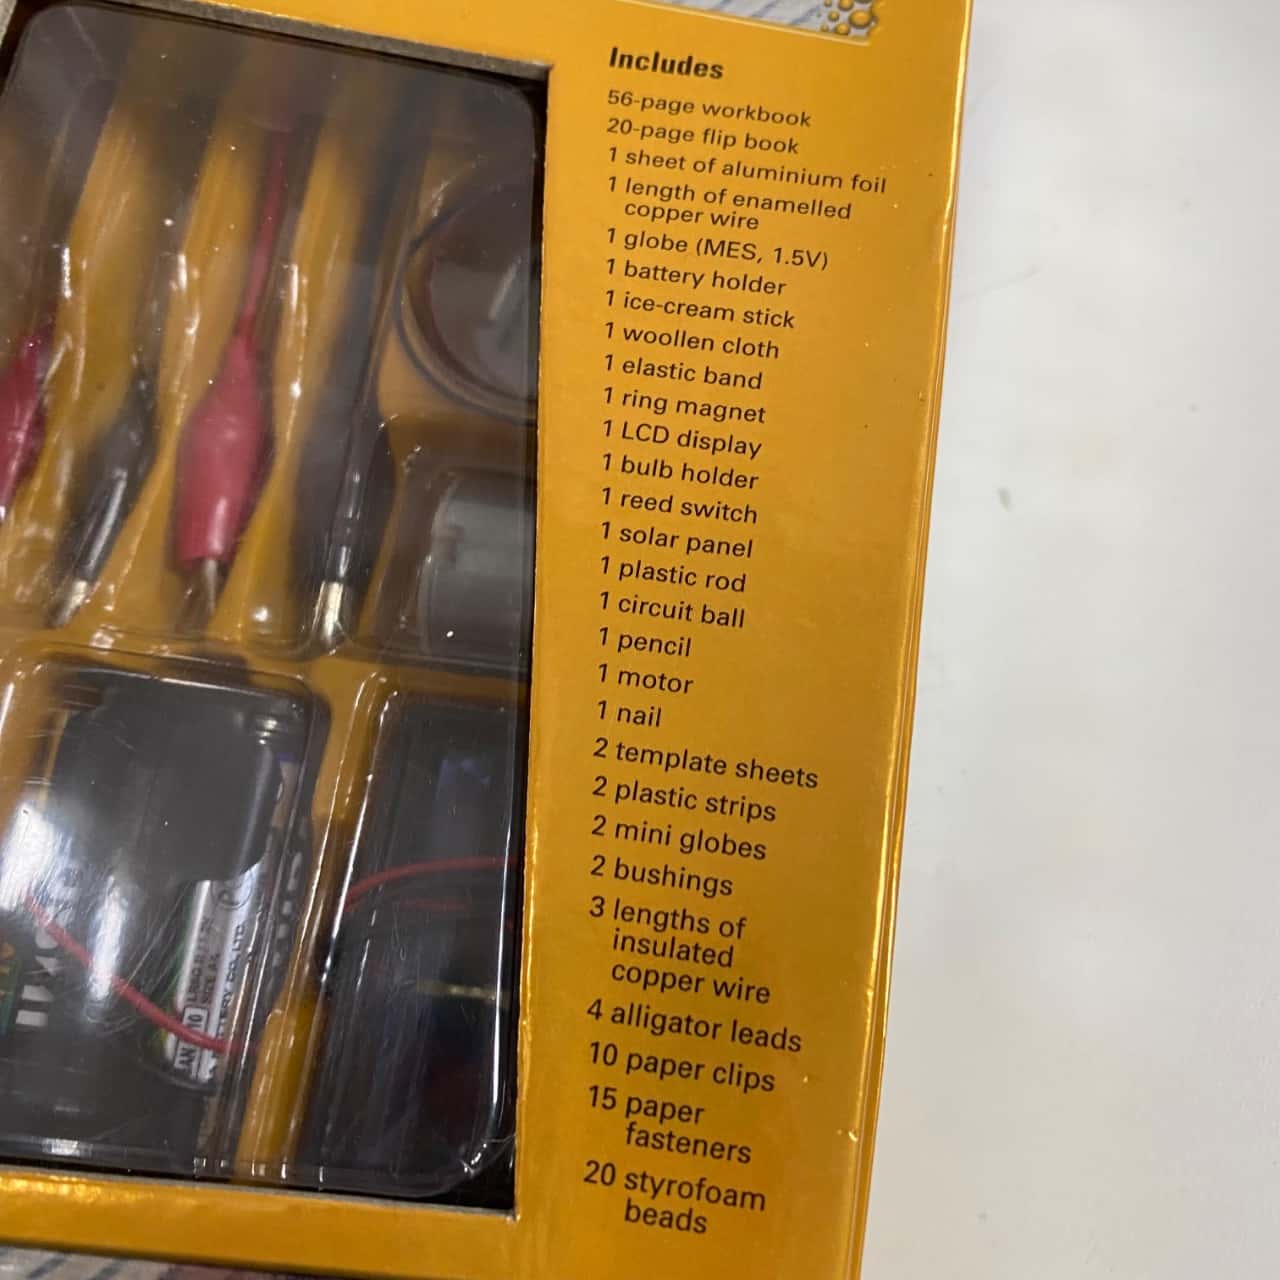 Includes
56-page workbook
20-page flip book
1 sheet of aluminium foil
1 length of enamelled
copper wire
1 globe (MES, 1.5V)
1 battery holder
1 ice-cream stick
1 woollen cloth
1 elastic band
1 ring magnet
1 LCD display
1 bulb holder
1 reed switch
1 solar panel
1 plastic rod
1 circuit ball
1 pencil
1 motor
1 nail
2 template sheets
2 plastic strips
2 mini globes
2 bushings
3 lengths of
insulated
copper wire
4 alligator leads
10 paper clips
15 paper
fasteners
20 styrofoam
beads